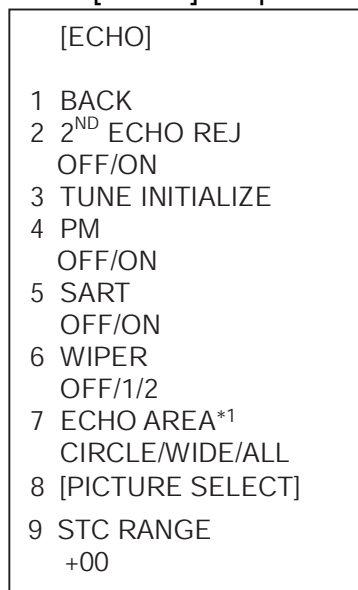 [ECHO]
1 BACK
2 2ND ECHO REJ
OFF/ON
3 TUNE INITIALIZE
4 PM
OFF/ON
5 SART
OFF/ON
6 WIPER
OFF/1/2
7 ECHO AREA*1
CIRCLE/WIDE/ALL
8 [PICTURE SELECT]
9 STC RANGE
+00